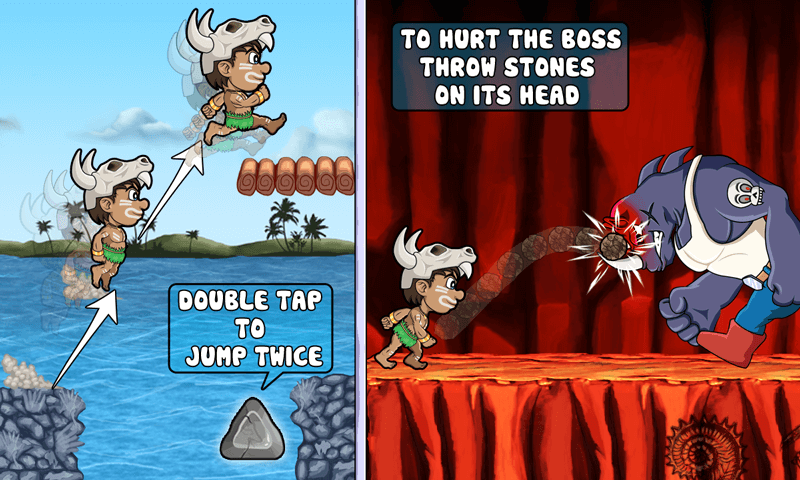 DOUBLE TAP
TO
JUMP TWICE
TO HURT THE BOSS
THROW STONES
ON ITS HEAD